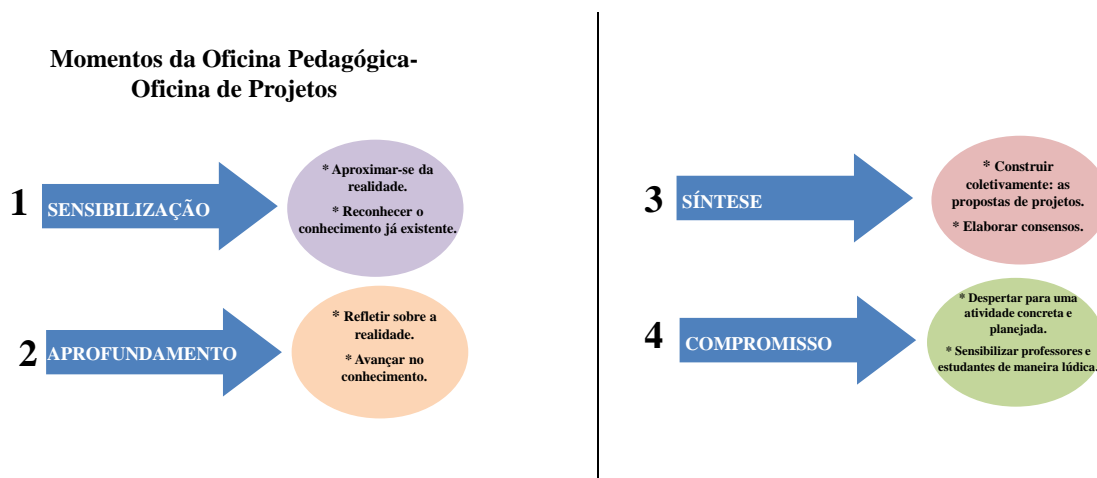 Momentos da Oficina Pedagógica-
Oficina de Projetos
1
SENSIBILIZAÇÃO
* Aproximar-se da
realidade.
* Reconhecer o
conhecimento já existente.
2
APROFUNDAMENTO
* Refletir sobre a
realidade.
* Avançar no
conhecimento.
3
SÍNTESE
* Construir
coletivamente: as
propostas de projetos.
* Elaborar consensos.
4
COMPROMISSO
* Despertar para uma
atividade concreta e
planejada.
* Sensibilizar professores e
estudantes de maneira lúdica.